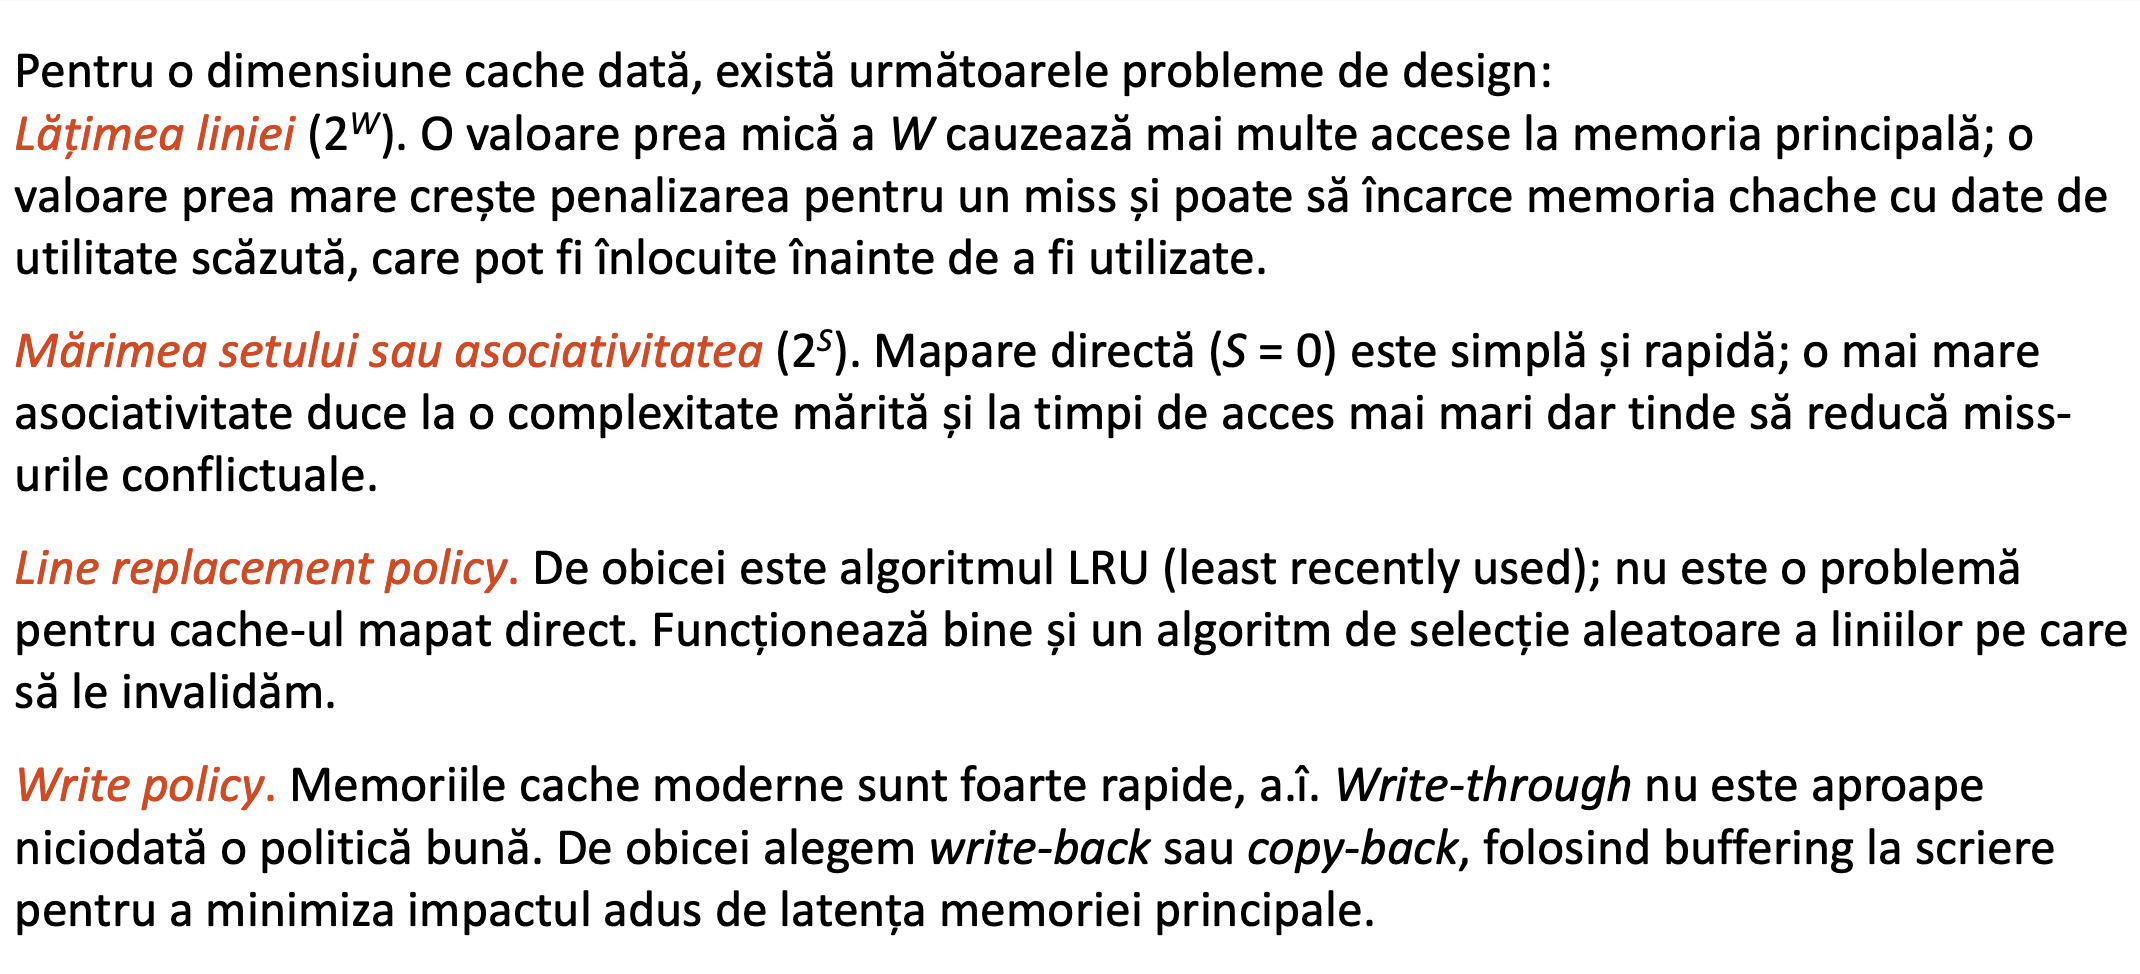 Pentru o dimensiune cache dată, există următoarele probleme de design:
Lățimea liniei (2^W). O valoare prea mică a W cauzează mai multe accese la memoria principală; o
valoare prea mare crește penalizarea pentru un miss și poate să încarce memoria chache cu date de
utilitate scăzută, care pot fi înlocuite înainte de a fi utilizate.
Mărimea setului sau asociativitatea (2^S). Mapare directă (S = 0) este simplă și rapidă; o mai mare
asociativitate duce la o complexitate mărită și la timpi de acces mai mari dar tinde să reducă miss-
urile conflictuale.
Line replacement policy. De obicei este algoritmul LRU (least recently used); nu este o problemă
pentru cache-ul mapat direct. Funcționează bine și un algoritm de selecție aleatoare a liniilor pe care
să le invalidăm.
Write policy. Memoriile cache moderne sunt foarte rapide, a.î. Write-through nu este aproape
niciodată o politică bună. De obicei alegem write-back sau copy-back, folosind buffering la scriere
pentru a minimiza impactul adus de latența memoriei principale.